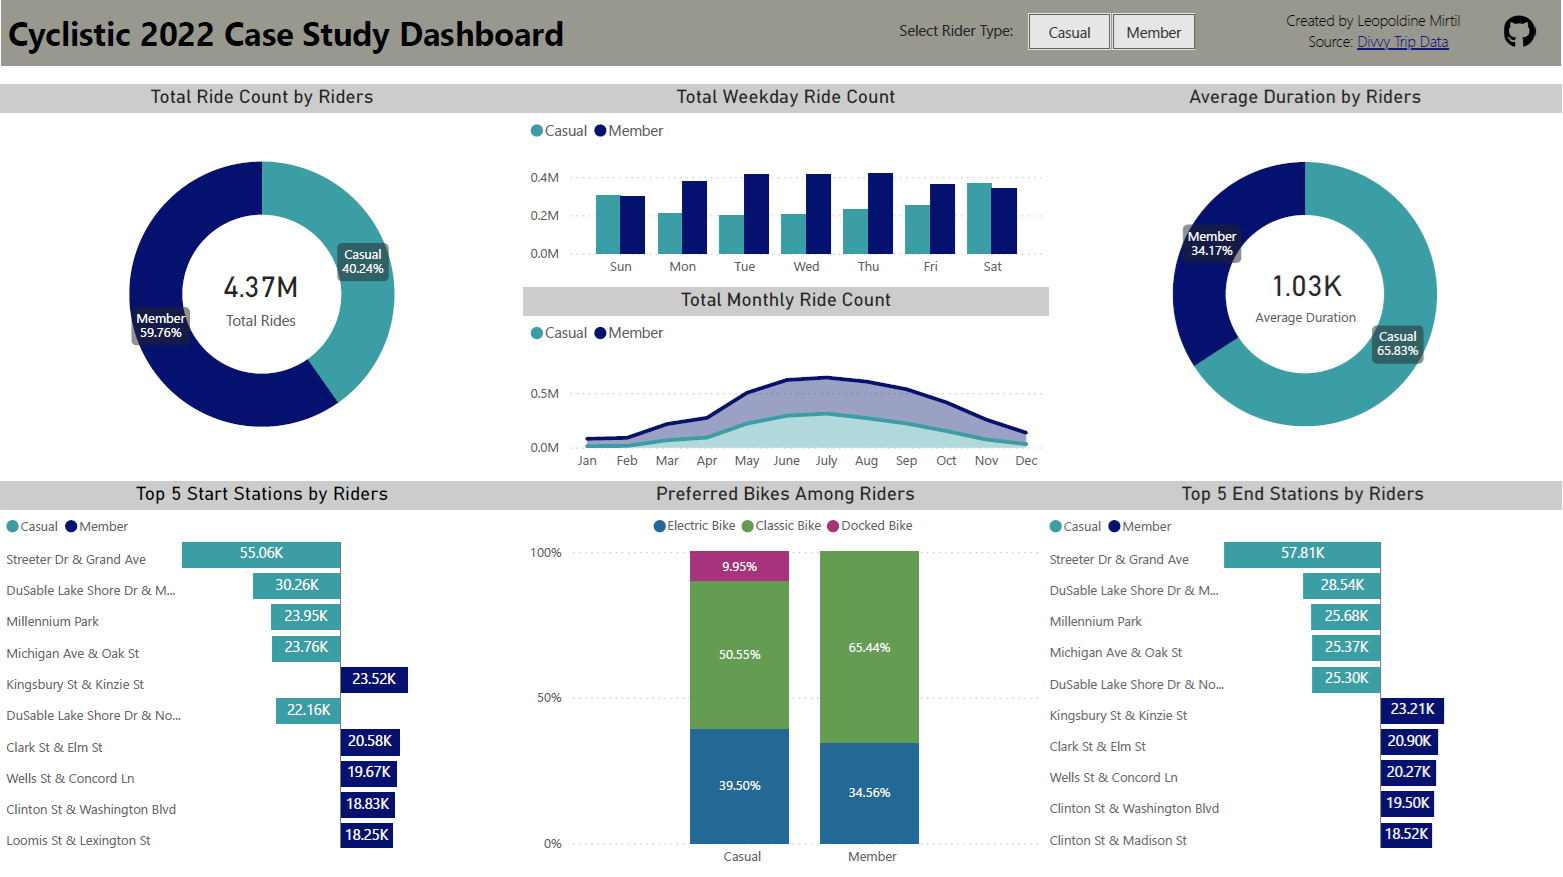 Cyclistic 2022 Case Study Dashboard
Select Rider Type:
Casual
Member
Created by Leopoldine Mirtil
Source: Divvy Trip Data
Total Ride Count by Riders
Casual
40.24%
4.37M
Total Rides
Member
59.76%
Total Weekday Ride Count
Casual Member
0.4M
0.2M
0.0M
Sun Mon Tue Wed Thu Fri Sat
Total Monthly Ride Count
Casual Member
0.5M
0.0M
Jan Feb Mar Apr May June July Aug Sep Oct Nov Dec
Average Duration by Riders
Member
34.17%
1.03K
Average Duration
Casual
65.83%
Top 5 Start Stations by Riders
Casual Member
Streeter Dr & Grand Ave 55.06K
DuSable Lake Shore Dr & M... 30.26K
Millennium Park 23.95K
Michigan Ave & Oak St 23.76K
Kingsbury St & Kinzie St 23.52K
DuSable Lake Shore Dr & No... 22.16K
Clark St & Elm St 20.58K
Wells St & Concord Ln 19.67K
Clinton St & Washington Blvd 18.83K
Loomis St & Lexington St 18.25K
Preferred Bikes Among Riders
Electric Bike Classic Bike Docked Bike
100%
50%
0%
9.95%
50.55%
39.50%
65.44%
34.56%
Casual Member
Top 5 End Stations by Riders
Casual Member
Streeter Dr & Grand Ave 57.81K
DuSable Lake Shore Dr & M... 28.54K
Millennium Park 25.68K
Michigan Ave & Oak St 25.37K
DuSable Lake Shore Dr & No... 25.30K
Kingsbury St & Kinzie St 23.21K
Clark St & Elm St 20.90K
Wells St & Concord Ln 20.27K
Clinton St & Washington Blvd 19.50K
Clinton St & Madison St 18.52K